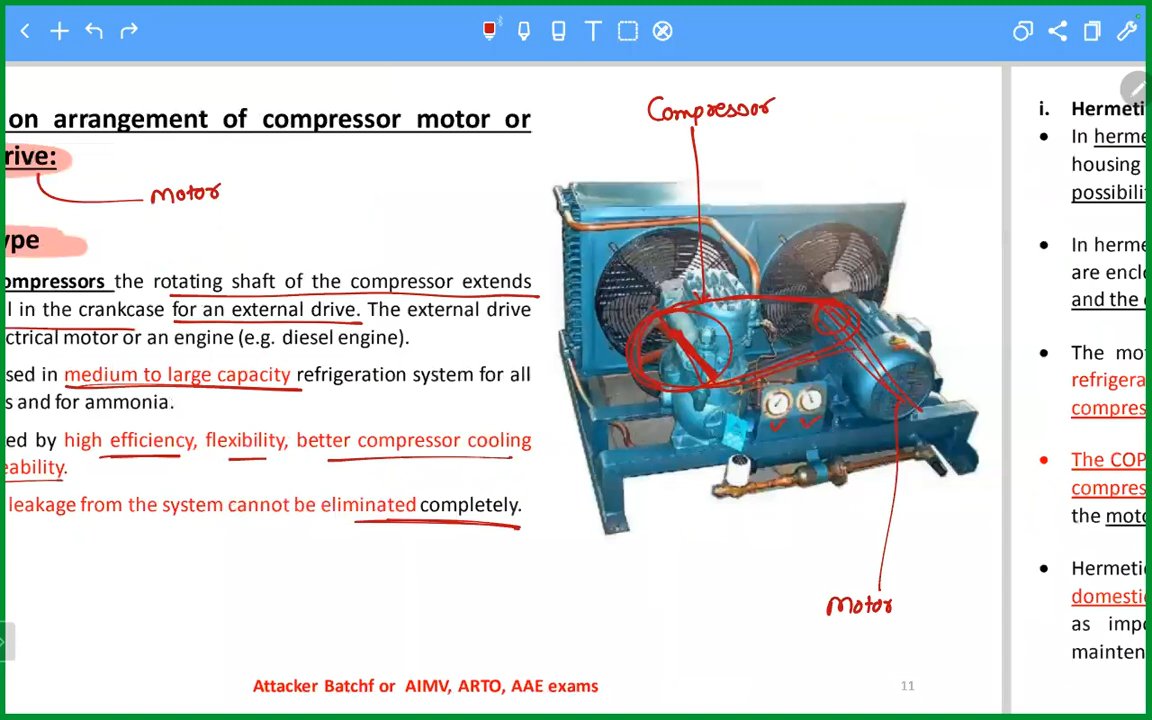 on arrangement of compressor motor or
rive:
Motor
ype
ompressors the rotating shaft of the compressor extends
l in the crankcase for an external drive. The external drive
ctrical motor or an engine (e.g. diesel engine).
sed in medium to large capacity refrigeration system for all
s and for ammonia.
ed by high efficiency, flexibility, better compressor cooling
eability.
leakage from the system cannot be eliminated completely.
Compressor
Motor
Attacker Batchf or AIMV, ARTO, AAE exams
11
i. Hermeti
In herme
housing
possibilit
In herme
are enclo
and the c
The mot
refrigera
compres
The COP
compres
the moto
Hermetic
domestic
as impo
mainten